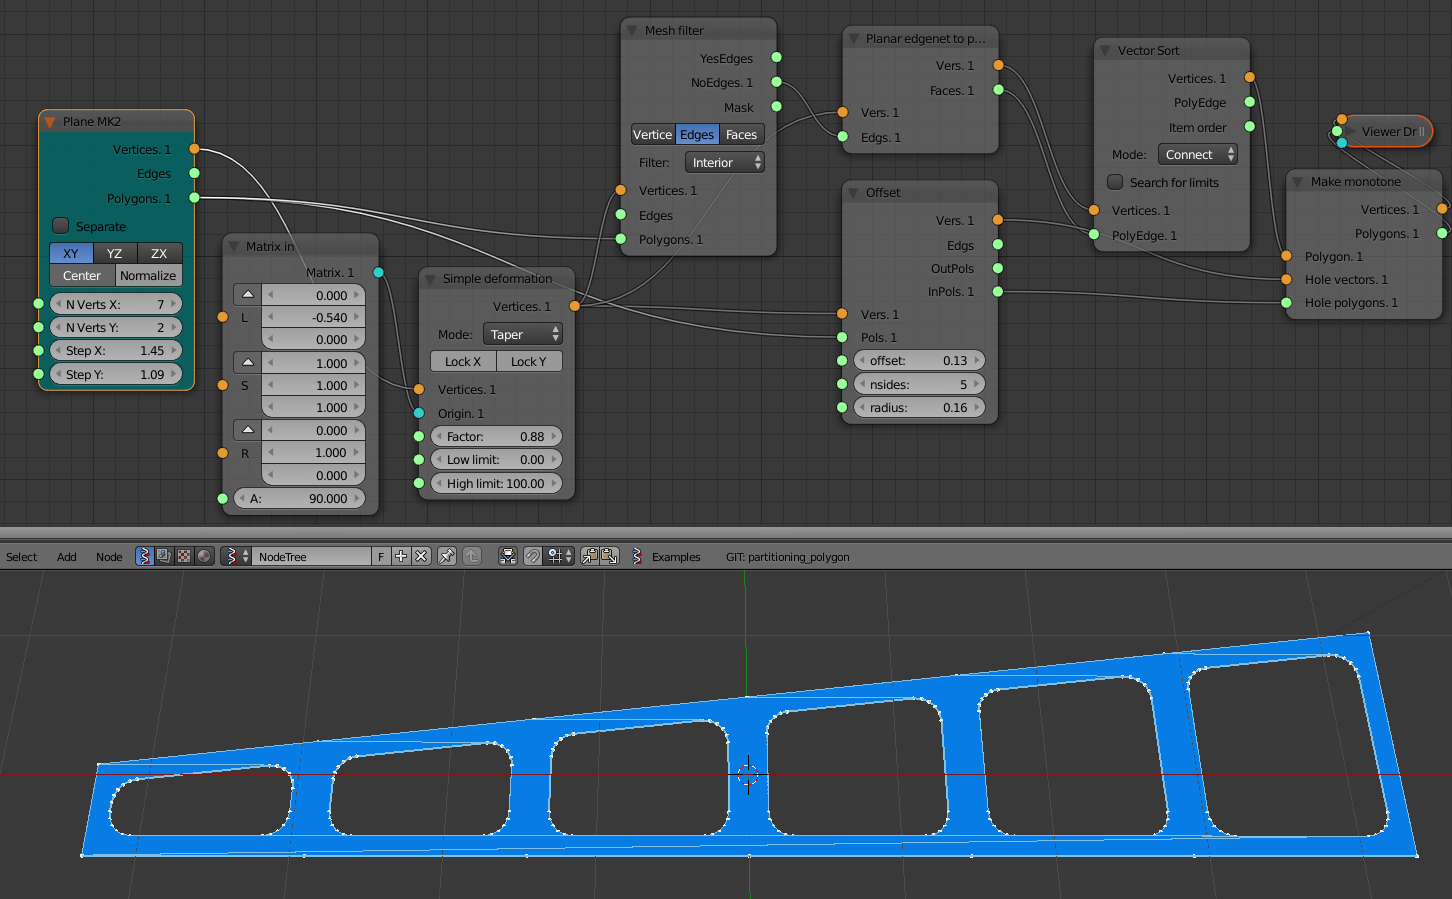 Plane MK2
Vertices. 1
Edges
Polygons. 1
Separate
XY YZ ZX
Center Normalize
N Verts X: 7
N Verts Y: 2
Step X: 1.45
Step Y: 1.09
Matrix in
Matrix. 1
0.000
L -0.540
0.000
1.000
S 1.000
1.000
0.000
R 1.000
0.000
A: 90.000
Simple deformation
Vertices. 1
Mode: Taper
Lock X Lock Y
Vertices. 1
Origin. 1
Factor: 0.88
Low limit: 0.00
High limit: 100.00
Mesh filter
YesEdges
NoEdges. 1
Mask
Vertice Edges Faces
Filter: Interior
Vertices. 1
Edges
Polygons. 1
Planar edgenet to p...
Vers. 1
Faces. 1
Vers. 1
Edgs. 1
Offset
Vers. 1
Edgs
OutPols
InPols. 1
Vers. 1
Pols. 1
offset: 0.13
nsides: 5
radius: 0.16
Vector Sort
Vertices. 1
PolyEdge
Item order
Mode: Connect
Search for limits
Vertices. 1
PolyEdge. 1
Viewer Dr
Make monotone
Vertices. 1
Polygons. 1
Polygon. 1
Hole vectors. 1
Hole polygons. 1
Select Add Node NodeTree F Examples GIT: partitioning_polygon